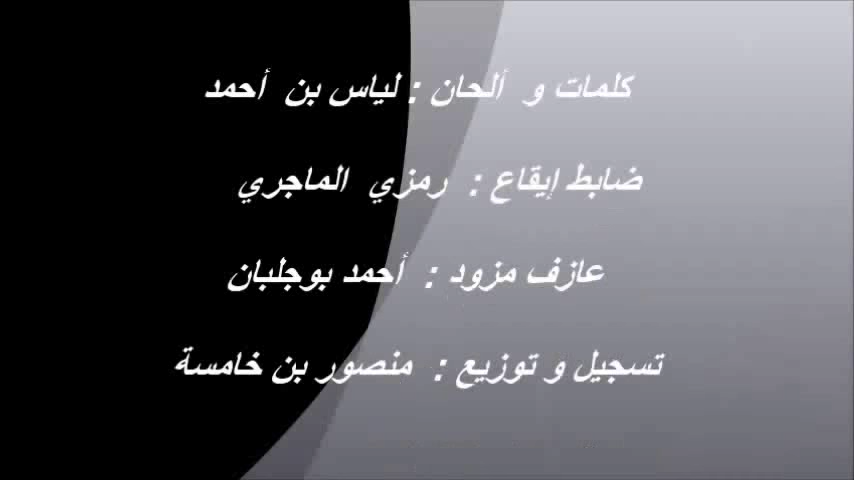 كلمات و ألحان : لياس بن أحمد
ضابط إيقاع : رمزي الماجري
عازف مزود : أحمد بوجلبان
تسجيل و توزيع : منصور بن خامسة